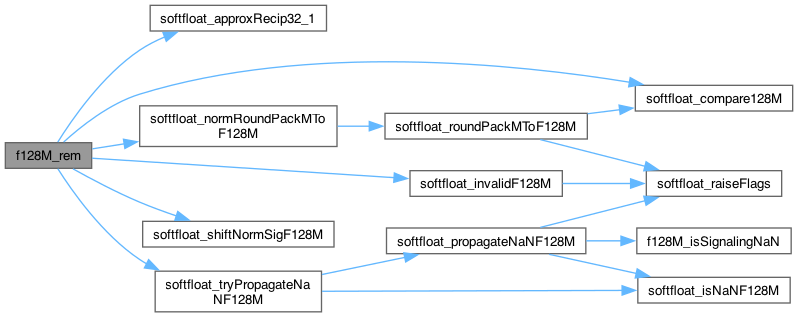 softfloat_approxRecip32_1
softfloat_compare128M
softfloat_normRoundPackMTo
F128M
softfloat_roundPackMToF128M
f128M_rem
softfloat_invalidF128M
softfloat_raiseFlags
softfloat_shiftNormSigF128M
softfloat_propagateNaNF128M
f128M_isSignalingNaN
softfloat_tryPropagateNa
NF128M
softfloat_isNaNF128M